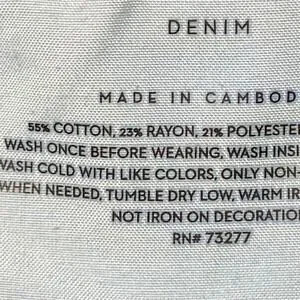 DENIM
MADE IN CAMBOD
55% COTTON, 23% RAYON, 21% POLYESTE
WASH ONCE BEFORE WEARING, WASH INSI
WASH COLD WITH LIKE COLORS, ONLY NON-
WHEN NEEDED, TUMBLE DRY LOW, WARM IR
NOT IRON ON DECORATION
RN# 73277